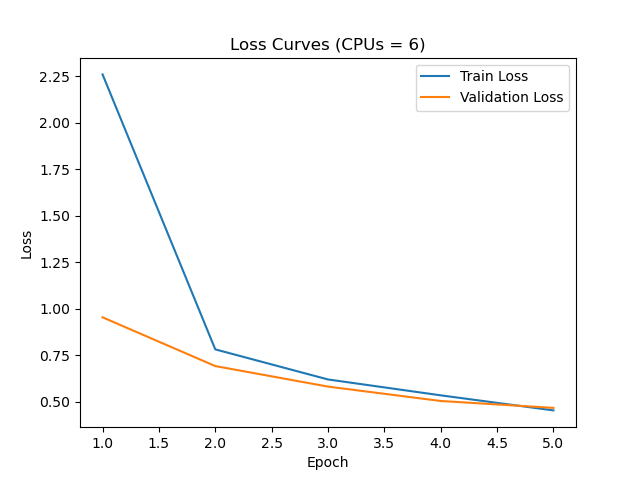 Loss Curves (CPUs = 6)
Train Loss
Validation Loss
2.25
2.00
1.75
1.50
1.25
1.00
0.75
0.50
Loss
1.0 1.5 2.0 2.5 3.0 3.5 4.0 4.5 5.0
Epoch